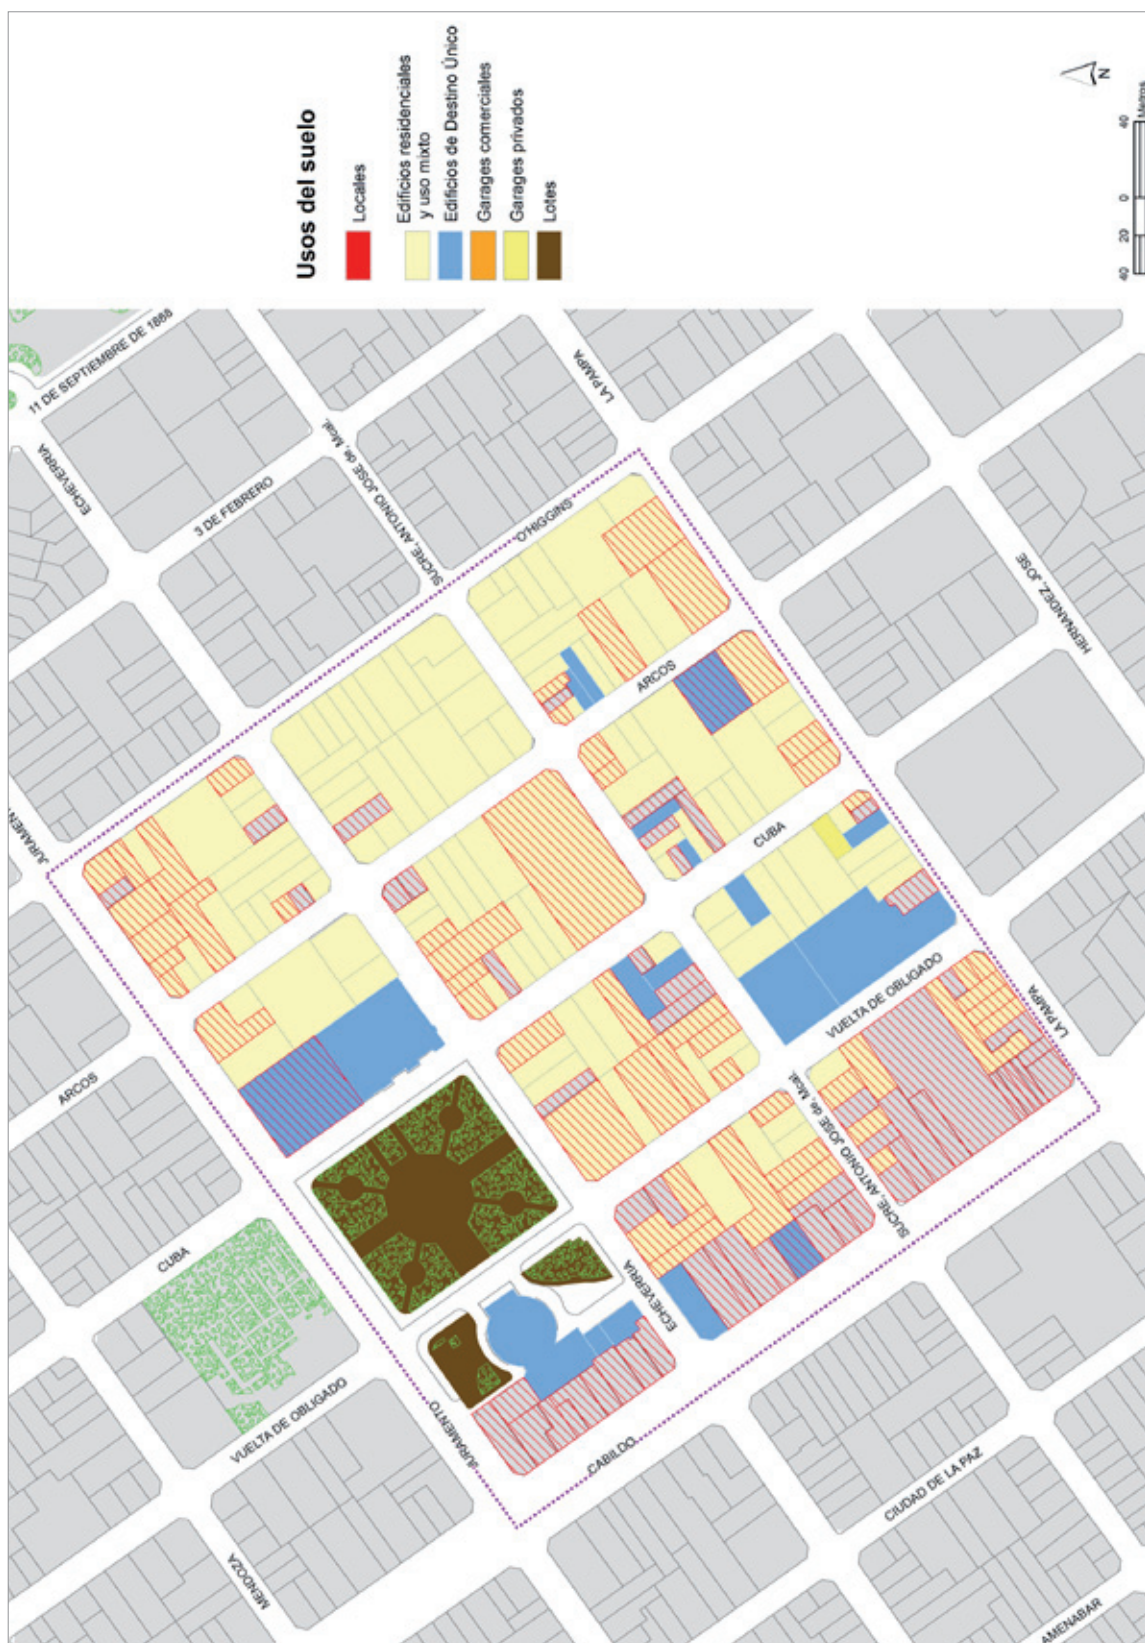 Usos del suelo
Locales
Edificios residenciales
y uso mixto
Edificios de Destino Único
Garages comerciales
Garages privados
Lotes
N
40 20 0 40
Metros
11 DE SEPTIEMBRE DE 1888
ECHEVERRIA
3 DE FEBRERO
SUCRE, ANTONIO JOSE de, Mcal.
LA PAMPA
O'HIGGINS
HERNANDEZ, JOSE
JURAMEN
ARCOS
ARCOS
CUBA
CUBA
VUELTA DE OBLIGADO
LA PAMPA
SUCRE, ANTONIO JOSE de, Mcal.
ECHEVERRIA
VUELTA DE OBLIGADO
JURAMENTO
CABILDO
MENDOZA
CIUDAD DE LA PAZ
AMENABAR